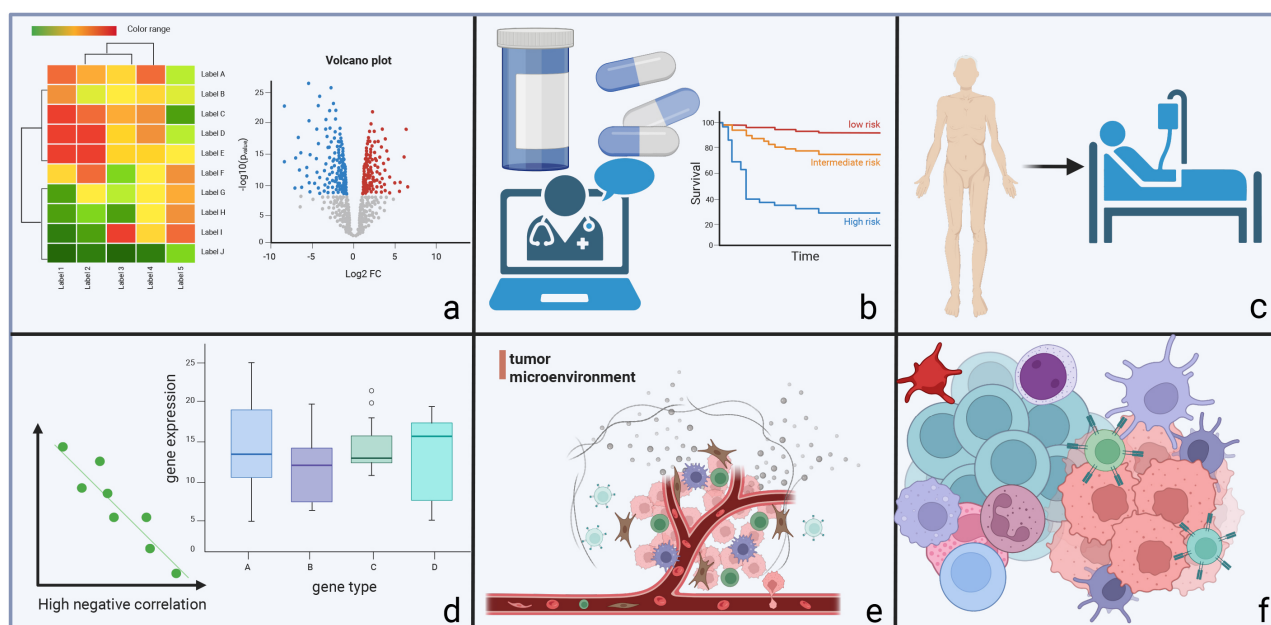 Color range
Label A
Label B
Label C
Label D
Label E
Label F
Label G
Label H
Label I
Label J
Label 1
Label 2
Label 3
Label 4
Label 5
Volcano plot
-log10(pvalue)
25
20
15
10
5
0
-10
-5
0
5
10
Log2 FC
a
Survival
100
80
60
40
20
0
low risk
Intermediate risk
High risk
Time
b
c
High negative correlation
gene expression
25
20
15
10
5
0
A
B
C
D
gene type
d
tumor
microenvironment
e
f